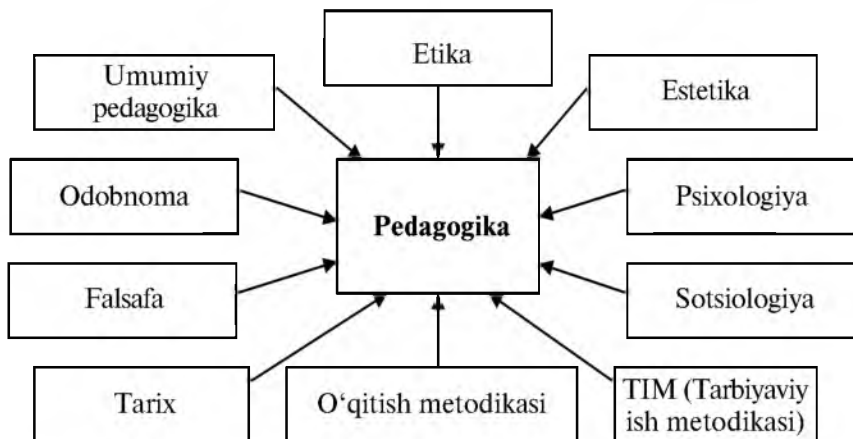 Etika
Umumiy
pedagogika
Estetika
Odobnoma
Pedagogika
Psixologiya
Falsafa
Sotsiologiya
Tarix
O‘qitish metodikasi
TIM (Tarbiyaviy
ish metodikasi)